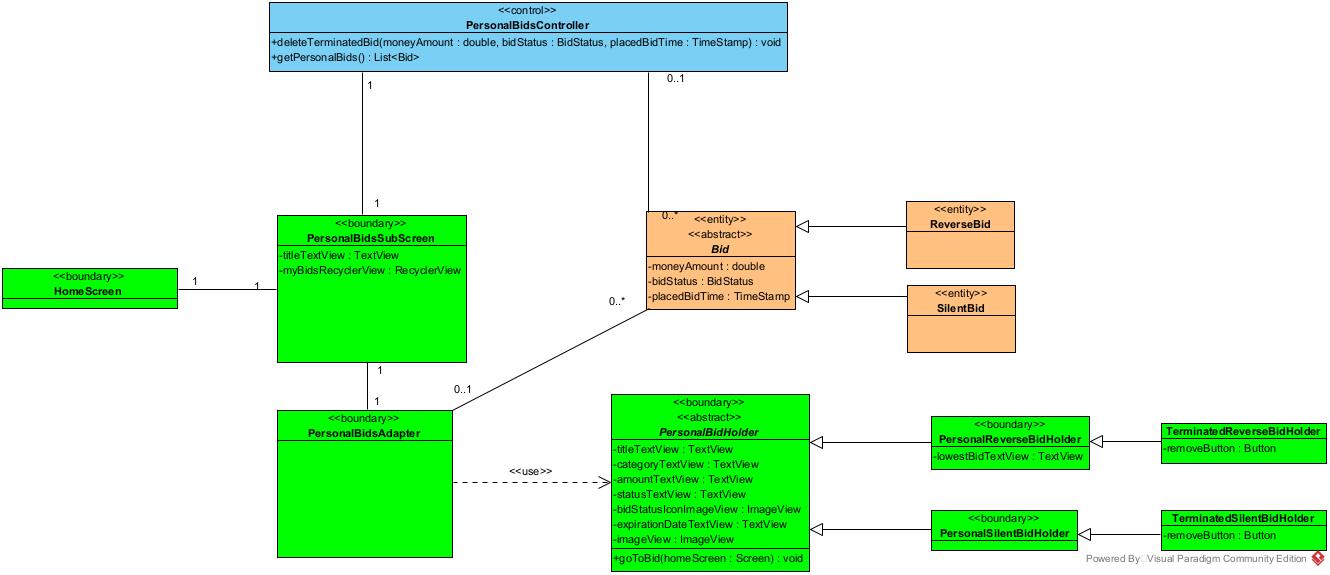 <<control>>
PersonalBidsController
+deleteTerminatedBid(moneyAmount : double, bidStatus : BidStatus, placedBidTime : TimeStamp) : void
+getPersonalBids() : List<Bid>
1
0..1
1
0..*
<<boundary>>
PersonalBidsSubScreen
-titleTextView : TextView
-myBidsRecyclerView : RecyclerView
<<entity>>
<<abstract>>
Bid
-moneyAmount : double
-bidStatus : BidStatus
-placedBidTime : TimeStamp
<<entity>>
ReverseBid
<<entity>>
SilentBid
<<boundary>>
HomeScreen
1
1
0..*
1
1
0..1
<<boundary>>
PersonalBidsAdapter
<<use>>
<<boundary>>
<<abstract>>
PersonalBidHolder
-titleTextView : TextView
-categoryTextView : TextView
-amountTextView : TextView
-statusTextView : TextView
-bidStatusIconImageView : ImageView
-expirationDateTextView : TextView
-imageView : ImageView
+goToBid(homeScreen : Screen) : void
<<boundary>>
PersonalReverseBidHolder
-lowestBidTextView : TextView
TerminatedReverseBidHolder
-removeButton : Button
<<boundary>>
PersonalSilentBidHolder
TerminatedSilentBidHolder
-removeButton : Button
Powered By Visual Paradigm Community Edition